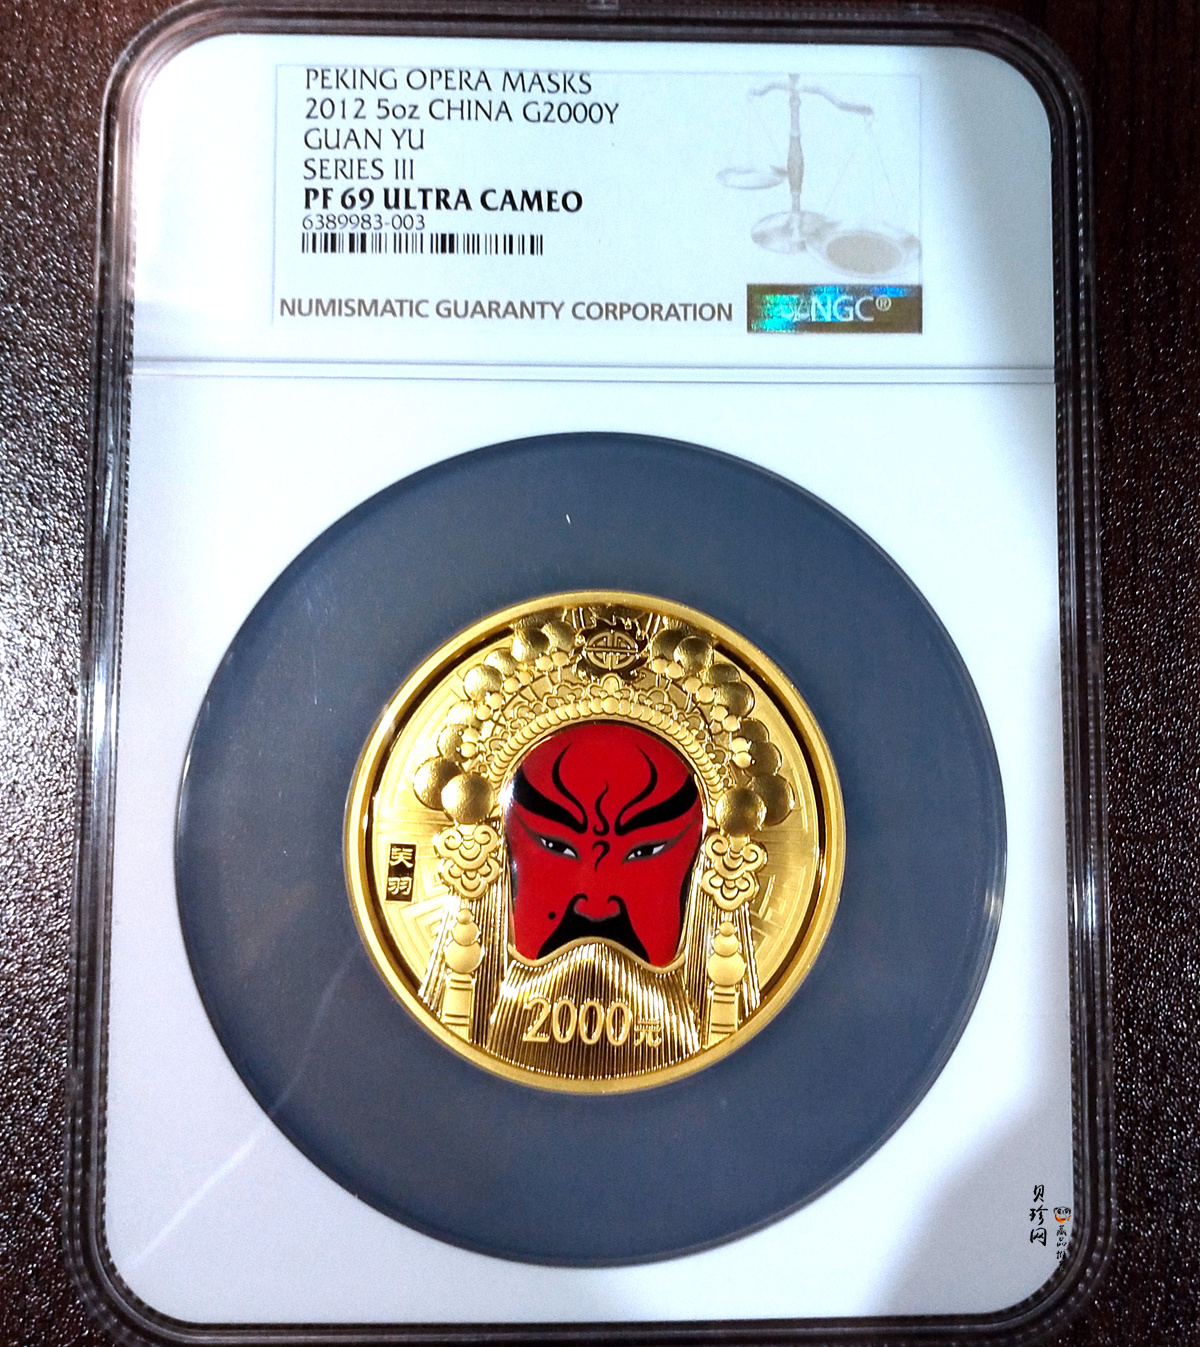 PEKING OPERA MASKS
2012 5oz CHINA G2000Y
GUAN YU
SERIES III
PF 69 ULTRA CAMEO
6389983-003
NUMISMATIC GUARANTY CORPORATION
NGC®
关羽
2000元
贝珍网